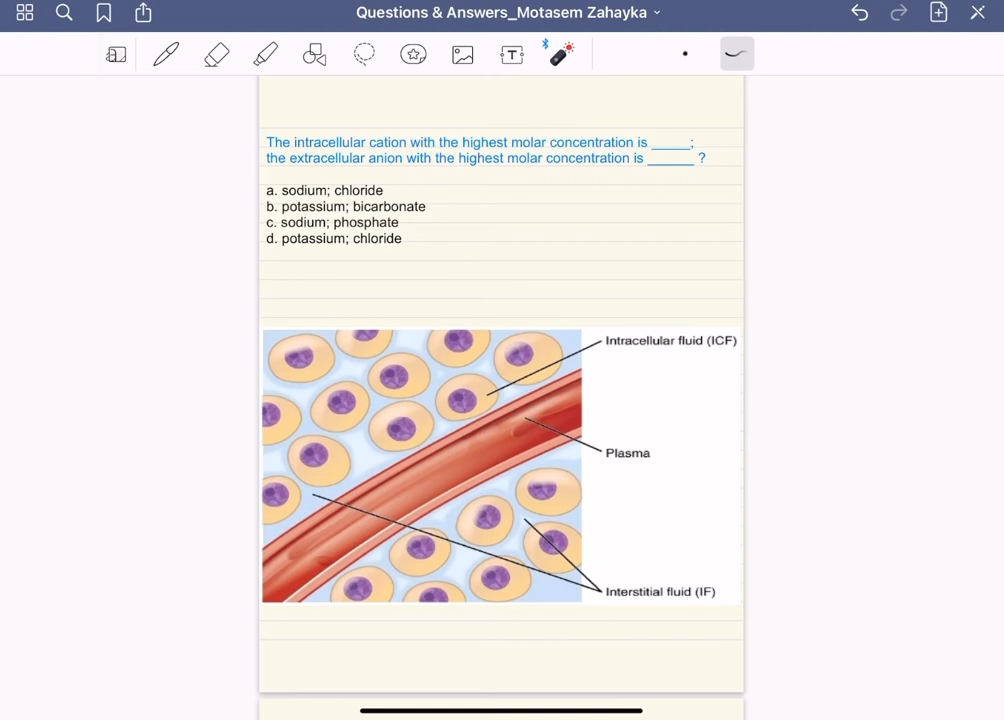 Questions & Answers_Motasem Zahayka
T
The intracellular cation with the highest molar concentration is _____;
the extracellular anion with the highest molar concentration is ______ ?
a. sodium; chloride
b. potassium; bicarbonate
c. sodium; phosphate
d. potassium; chloride
Intracellular fluid (ICF)
Plasma
Interstitial fluid (IF)